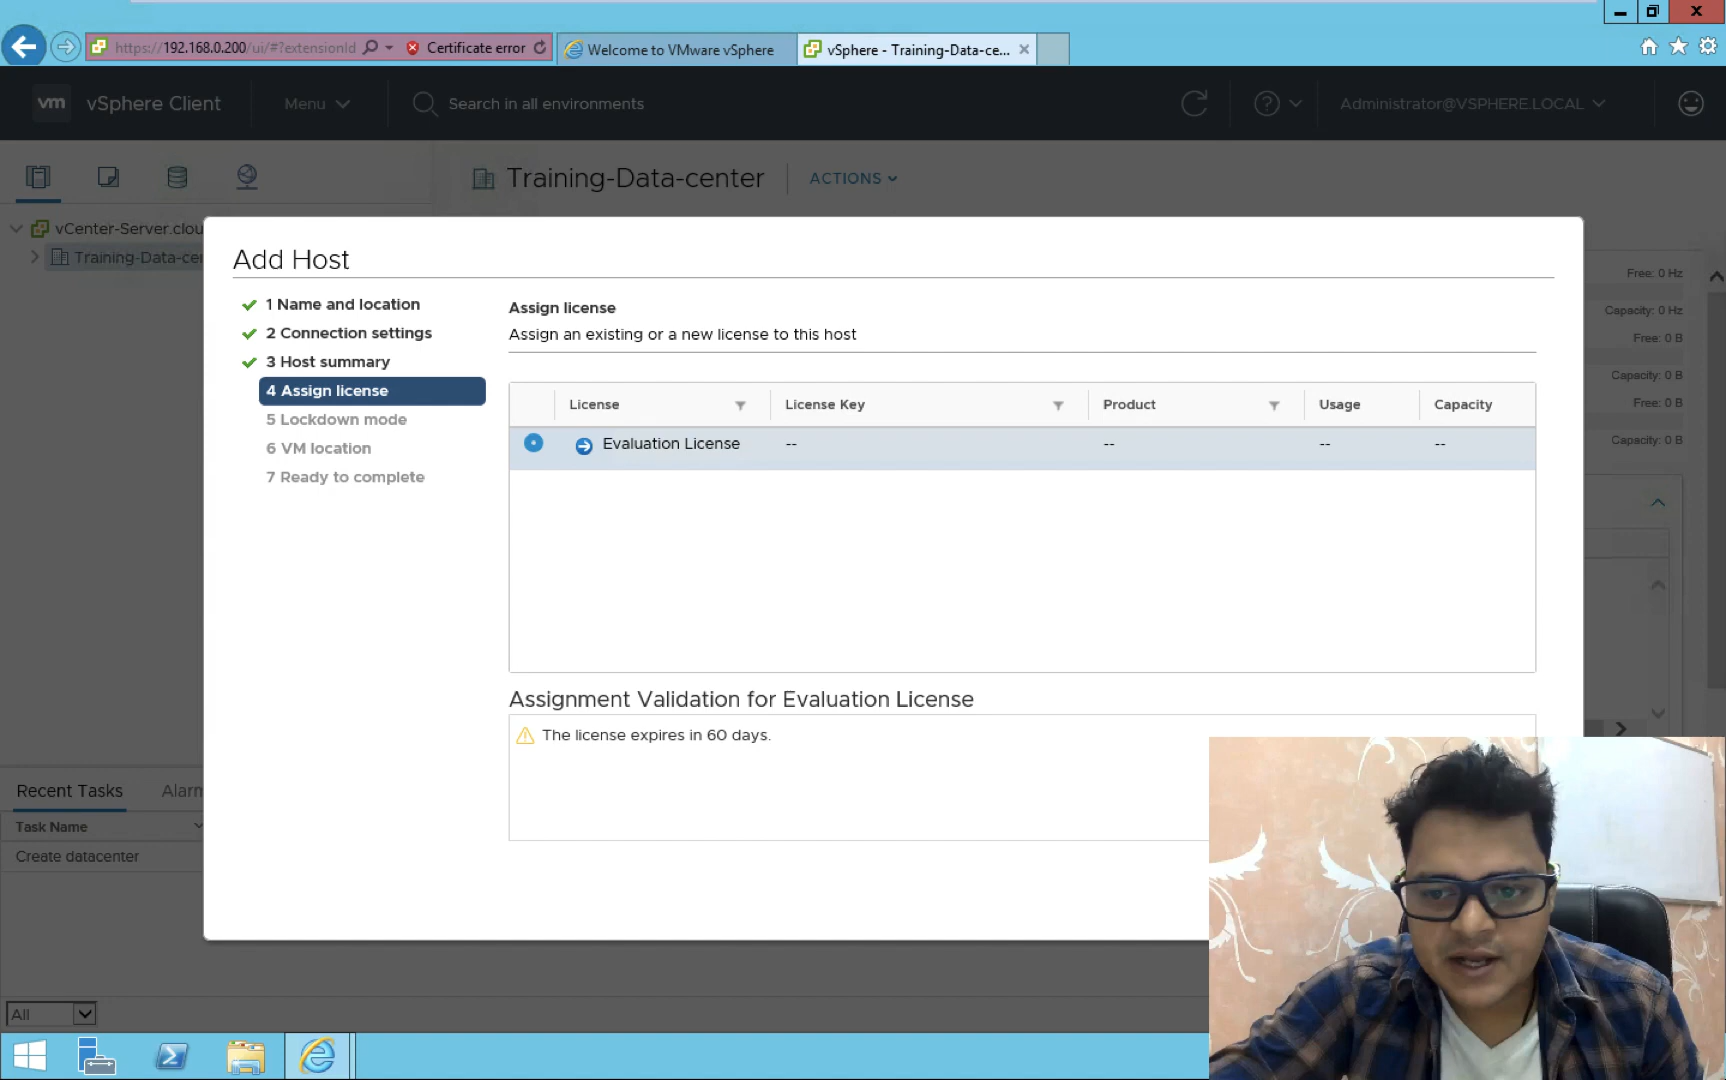 https://192.168.0.200/ui/#?extensionId
Certificate error
Welcome to VMware vSphere
vSphere - Training-Data-ce...
vm
vSphere Client
Menu
Search in all environments
?
Administrator@VSPHERE.LOCAL
Training-Data-center
ACTIONS
vCenter-Server.clou
Training-Data-cen
Free: 0 Hz
Capacity: 0 Hz
Free: 0 B
Capacity: 0 B
Free: 0 B
Capacity: 0 B
Add Host
1 Name and location
2 Connection settings
3 Host summary
4 Assign license
5 Lockdown mode
6 VM location
7 Ready to complete
Assign license
Assign an existing or a new license to this host
License
License Key
Product
Usage
Capacity
Evaluation License
--
--
--
--
Assignment Validation for Evaluation License
The license expires in 60 days.
Recent Tasks
Alarm
Task Name
Create datacenter
All